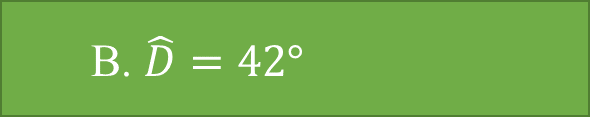 B. D̂ = 42°